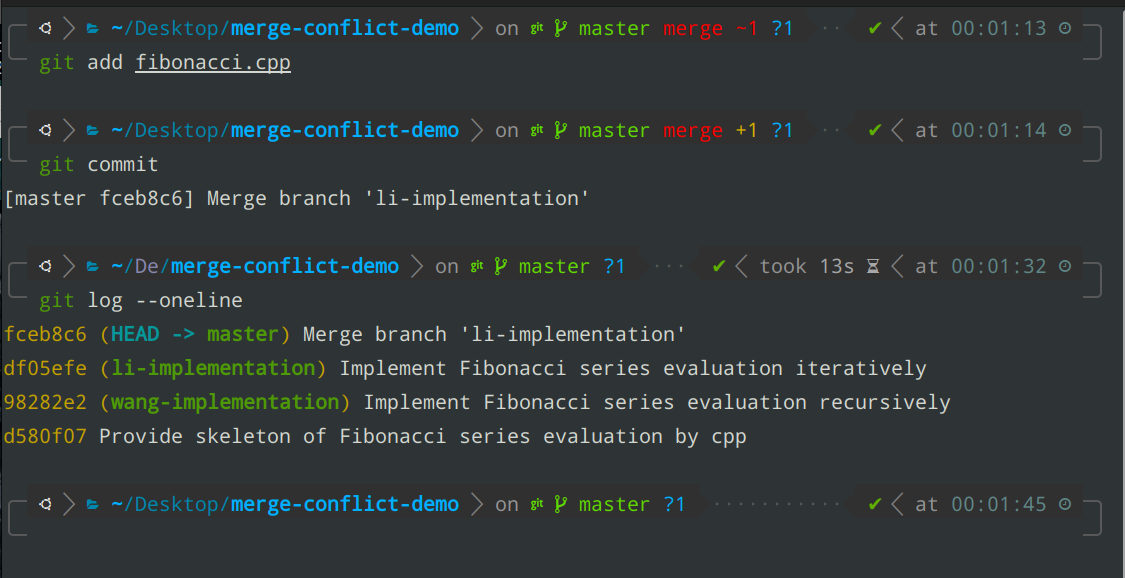 ~/Desktop/merge-conflict-demo on git master merge ~1 ?1 ·· ✔ at 00:01:13
git add fibonacci.cpp
~/Desktop/merge-conflict-demo on git master merge +1 ?1 ·· ✔ at 00:01:14
git commit
[master fceb8c6] Merge branch 'li-implementation'
~/De/merge-conflict-demo on git master ?1 ··· ✔ took 13s at 00:01:32
git log --oneline
fceb8c6 (HEAD -> master) Merge branch 'li-implementation'
df05efe (li-implementation) Implement Fibonacci series evaluation iteratively
98282e2 (wang-implementation) Implement Fibonacci series evaluation recursively
d580f07 Provide skeleton of Fibonacci series evaluation by cpp
~/Desktop/merge-conflict-demo on git master ?1 ··········· ✔ at 00:01:45